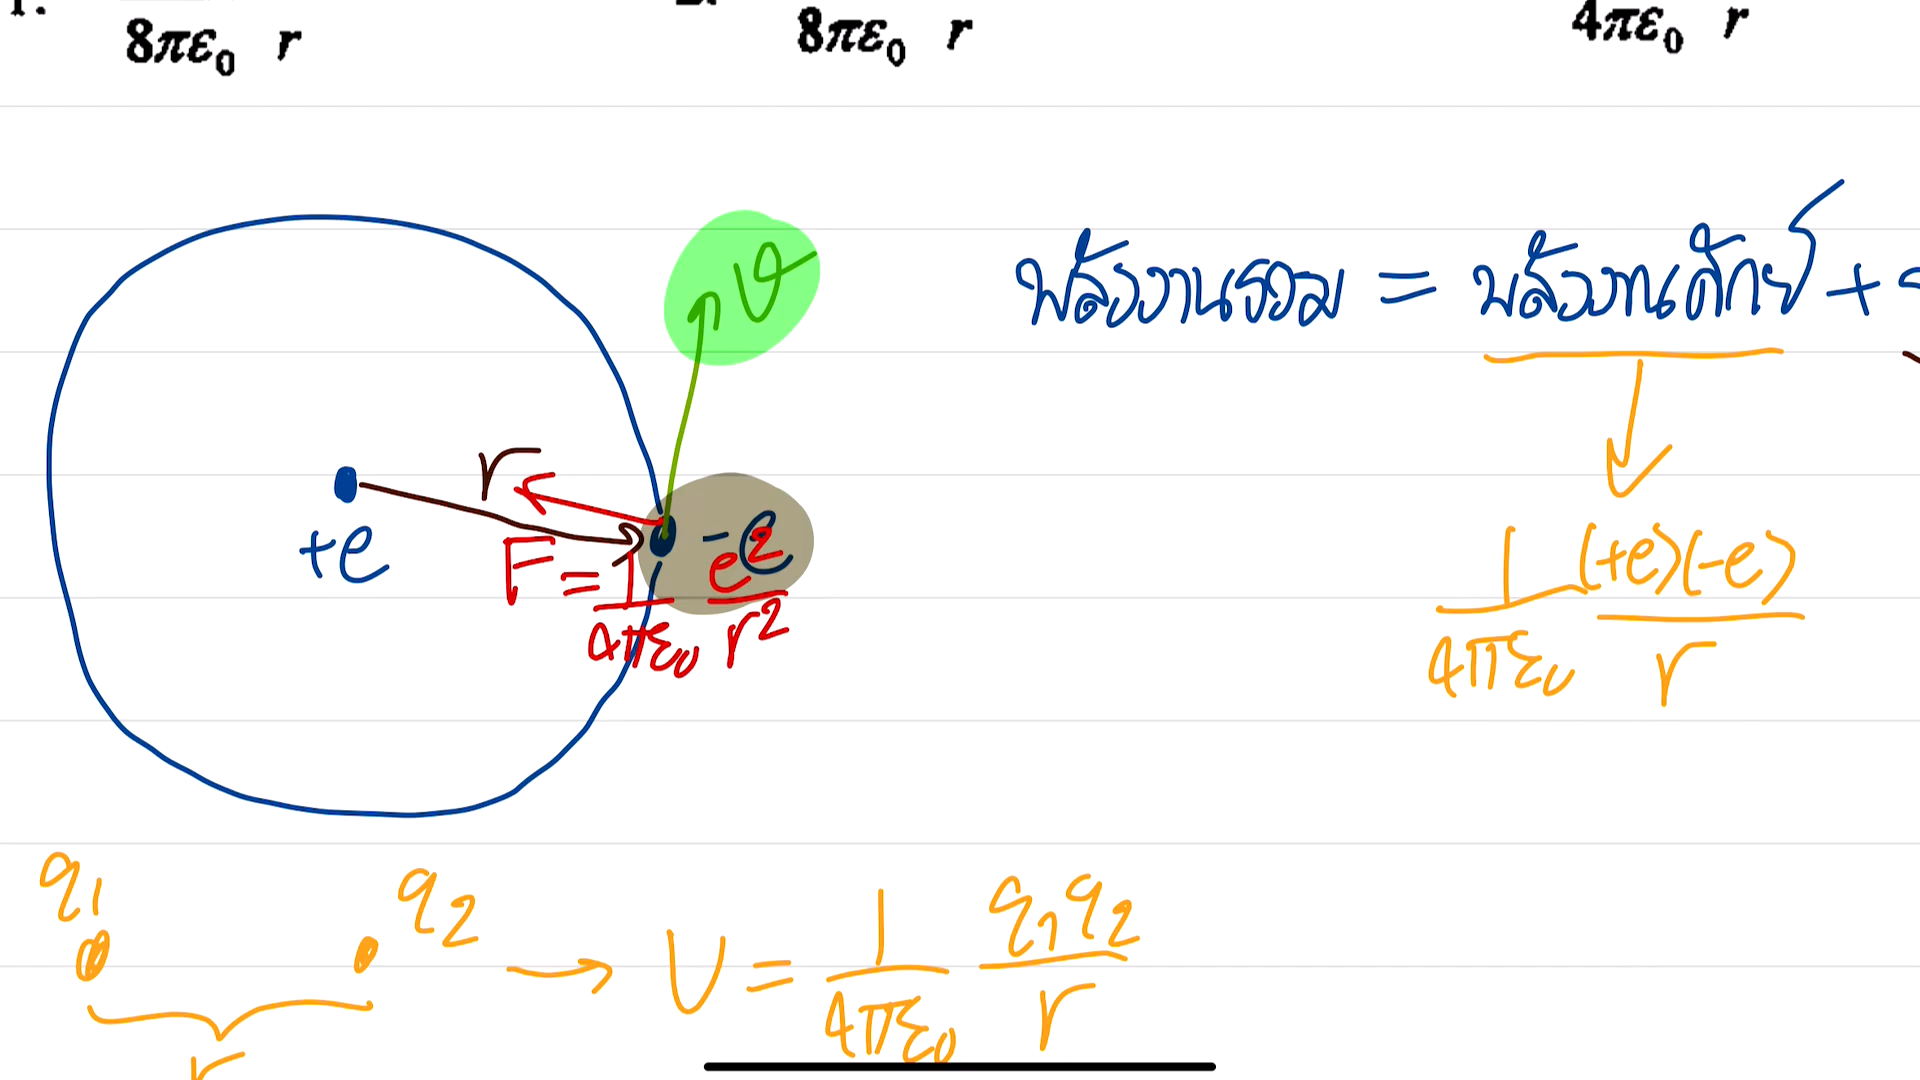 8πε₀ r
8πε₀ r
4πε₀ r
v
พลังงานรวม = พลังงานศักย์ +
r
+e
-e
F = 1/4πε₀ e²/r²
1/4πε₀ (+e)(-e)/r
q₁ q₂ → U = 1/4πε₀ q₁q₂/r
r